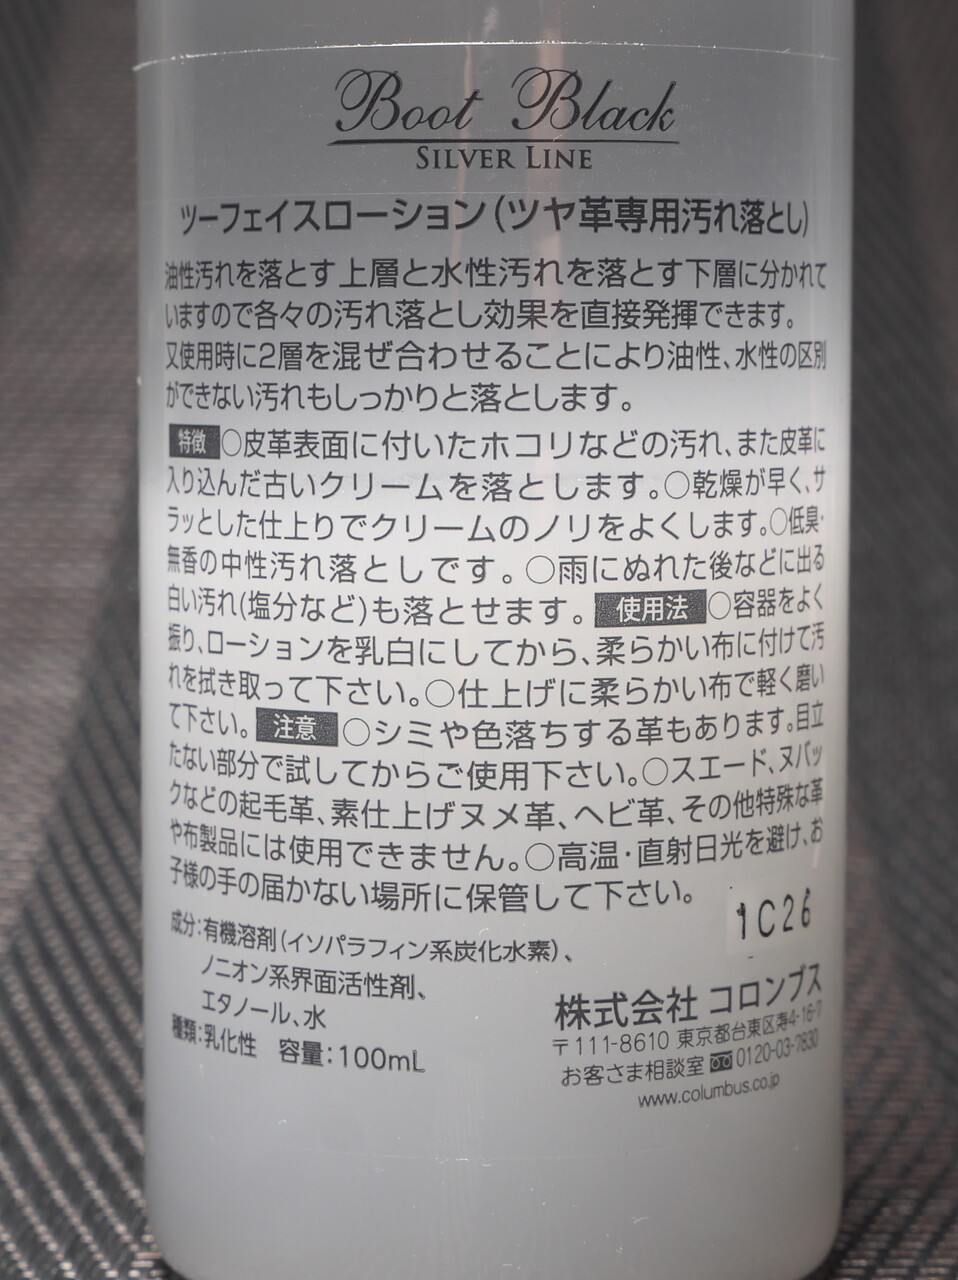 Boot Black
SILVER LINE
ツーフェイスローション(ツヤ革専用汚れ落とし)
油性汚れを落とす上層と水性汚れを落とす下層に分かれて
いますので各々の汚れ落とし効果を直接発揮できます。
又使用時に2層を混ぜ合わせることにより油性、水性の区別
ができない汚れもしっかりと落とします。
特徴 ○皮革表面に付いたホコリなどの汚れ、また皮革に
入り込んだ古いクリームを落とします。○乾燥が早く、サ
ラッとした仕上りでクリームのノリをよくします。○低臭・
無香の中性汚れ落としです。○雨にぬれた後などに出る
白い汚れ(塩分など)も落とせます。 使用法 ○容器をよく
振り、ローションを乳白にしてから、柔らかい布に付けて汚
れを拭き取って下さい。○仕上げに柔らかい布で軽く磨い
て下さい。 注意 ○シミや色落ちする革もあります。目立
たない部分で試してからご使用下さい。○スエード、ヌバッ
クなどの起毛革、素仕上げヌメ革、ヘビ革、その他特殊な革
や布製品には使用できません。○高温・直射日光を避け、お
子様の手の届かない場所に保管して下さい。
1C26
成分:有機溶剤(イソパラフィン系炭化水素)、
ノニオン系界面活性剤、
エタノール、水
種類:乳化性 容量:100mL
株式会社 コロンブス
〒111-8610 東京都台東区寿4-16-7
お客さま相談室 0120-03-7830
www.columbus.co.jp